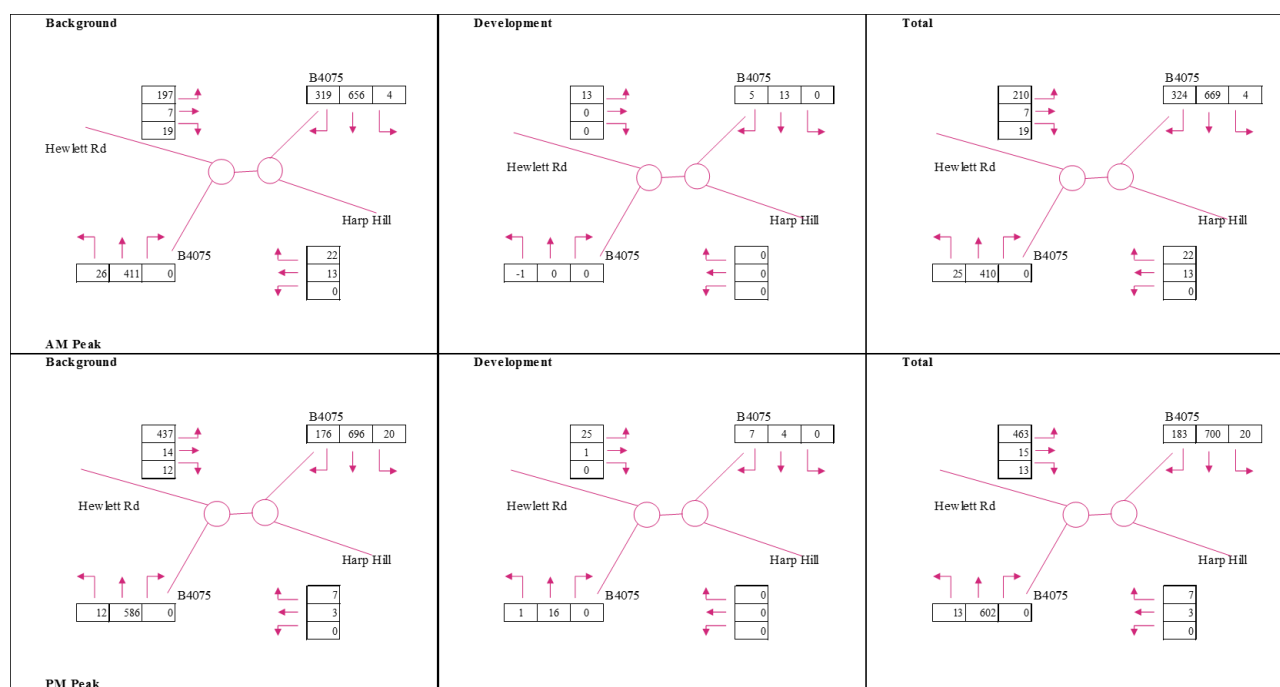 Background
B4075
197
7
19
319 656 4
Hewlett Rd
Harp Hill
B4075
26 411 0
22
13
0
AM Peak
Development
B4075
13
0
0
5 13 0
Hewlett Rd
Harp Hill
B4075
-1 0 0
0
0
0
Total
B4075
210
7
19
324 669 4
Hewlett Rd
Harp Hill
B4075
25 410 0
22
13
0
Background
B4075
437
14
12
176 696 20
Hewlett Rd
Harp Hill
B4075
12 586 0
7
3
0
PM Peak
Development
B4075
25
1
0
7 4 0
Hewlett Rd
Harp Hill
B4075
1 16 0
0
0
0
Total
B4075
463
15
13
183 700 20
Hewlett Rd
Harp Hill
B4075
13 602 0
7
3
0